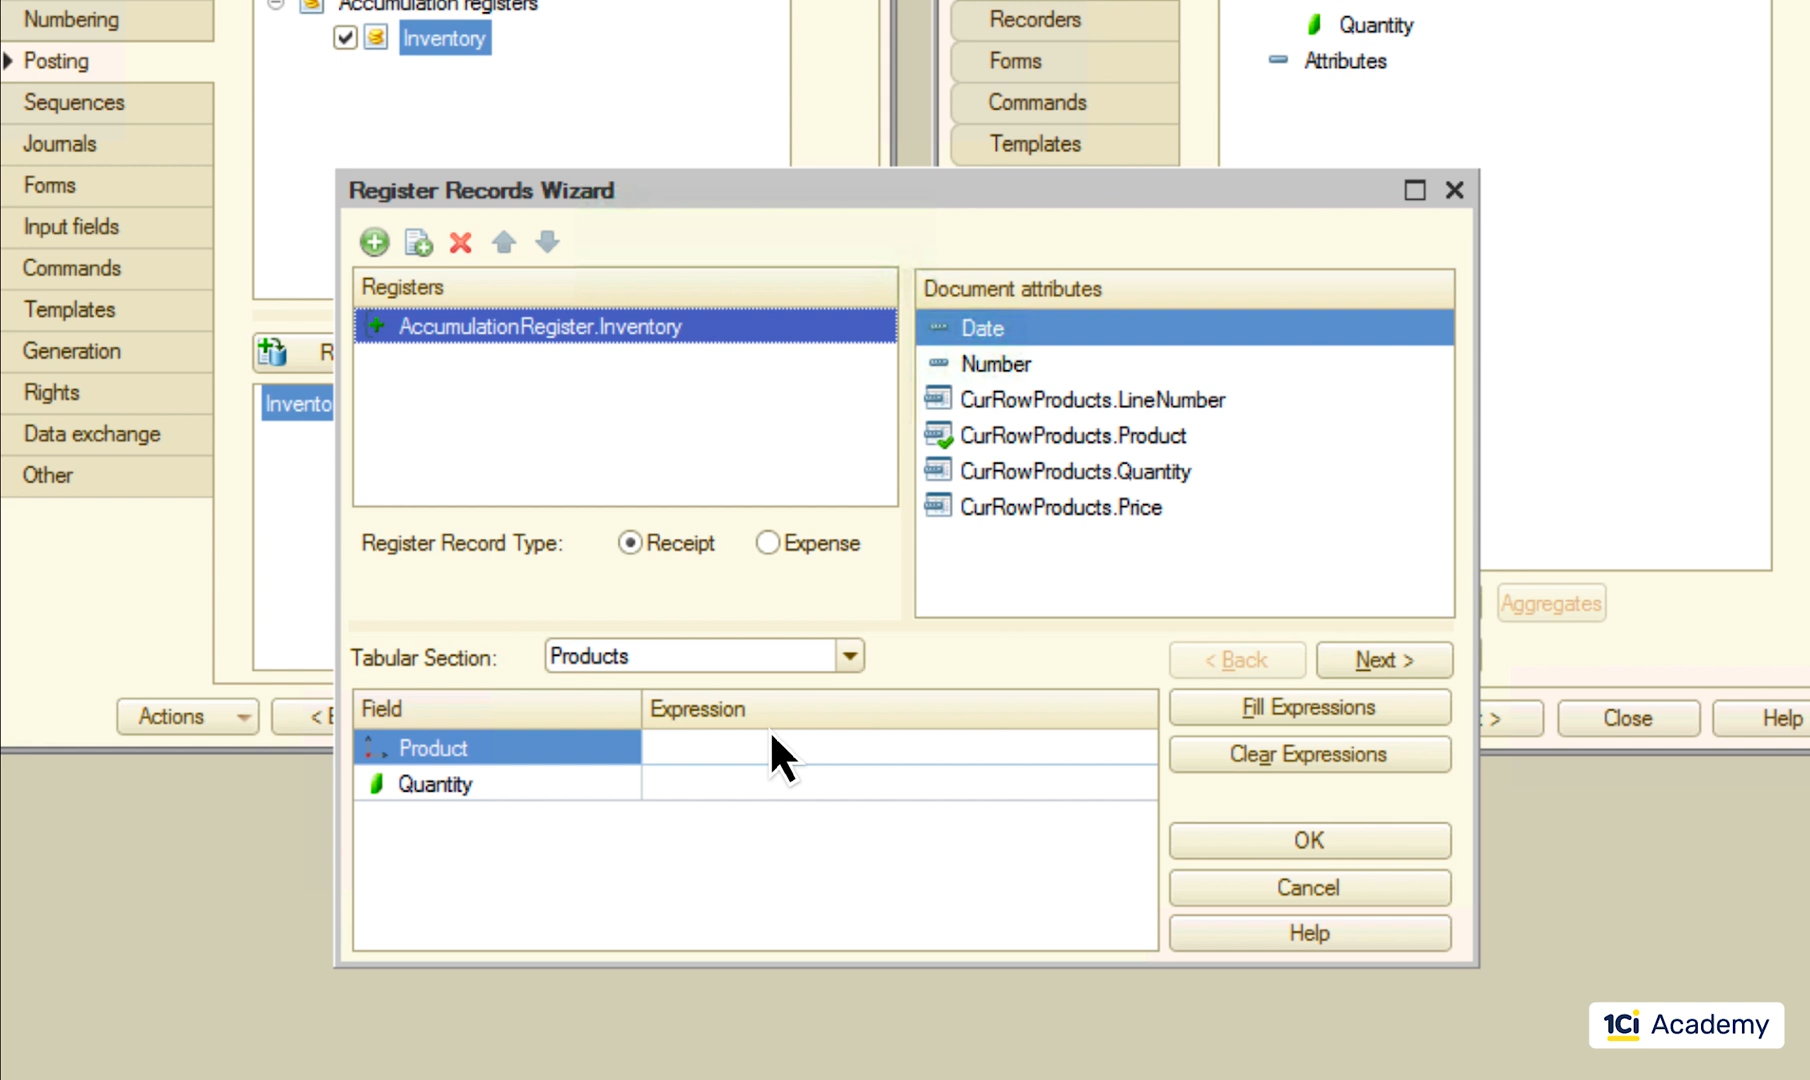 Numbering
Posting
Sequences
Journals
Forms
Input fields
Commands
Templates
Generation
Rights
Data exchange
Other
Accumulation registers
Inventory
Recorders
Forms
Commands
Templates
Quantity
Attributes
Register Records Wizard
Registers
AccumulationRegister.Inventory
Document attributes
Date
Number
CurRowProducts.LineNumber
CurRowProducts.Product
CurRowProducts.Quantity
CurRowProducts.Price
Register Record Type: Receipt Expense
Tabular Section: Products
< Back Next >
Field Expression
Product
Quantity
Fill Expressions
Clear Expressions
OK
Cancel
Help
R
Invento
Actions <
Aggregates
> Close Help
1Ci Academy